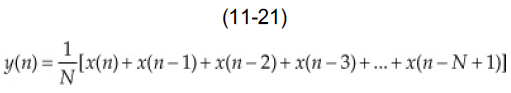 (11-21)
y(n) = 1/N [x(n) + x(n – 1) + x(n – 2) + x(n – 3) + ... + x(n – N + 1)]